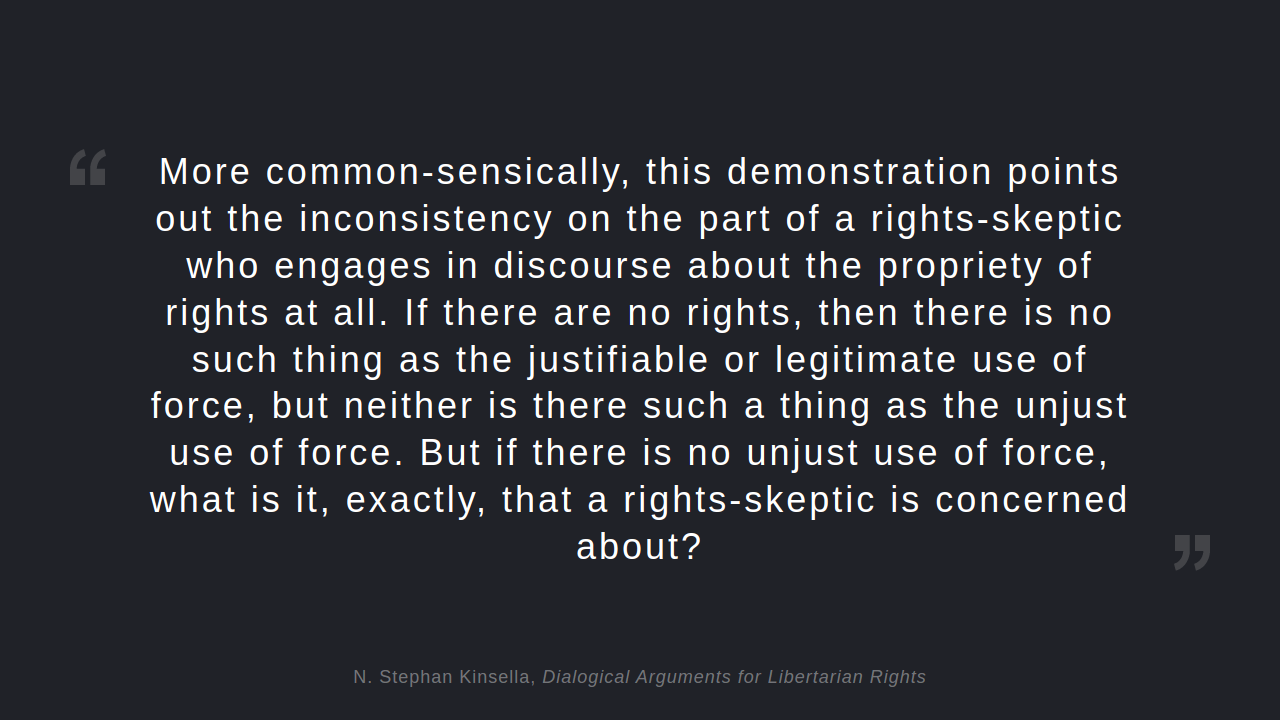 “
More common-sensically, this demonstration points
out the inconsistency on the part of a rights-skeptic
who engages in discourse about the propriety of
rights at all. If there are no rights, then there is no
such thing as the justifiable or legitimate use of
force, but neither is there such a thing as the unjust
use of force. But if there is no unjust use of force,
what is it, exactly, that a rights-skeptic is concerned
about?
”
N. Stephan Kinsella, Dialogical Arguments for Libertarian Rights